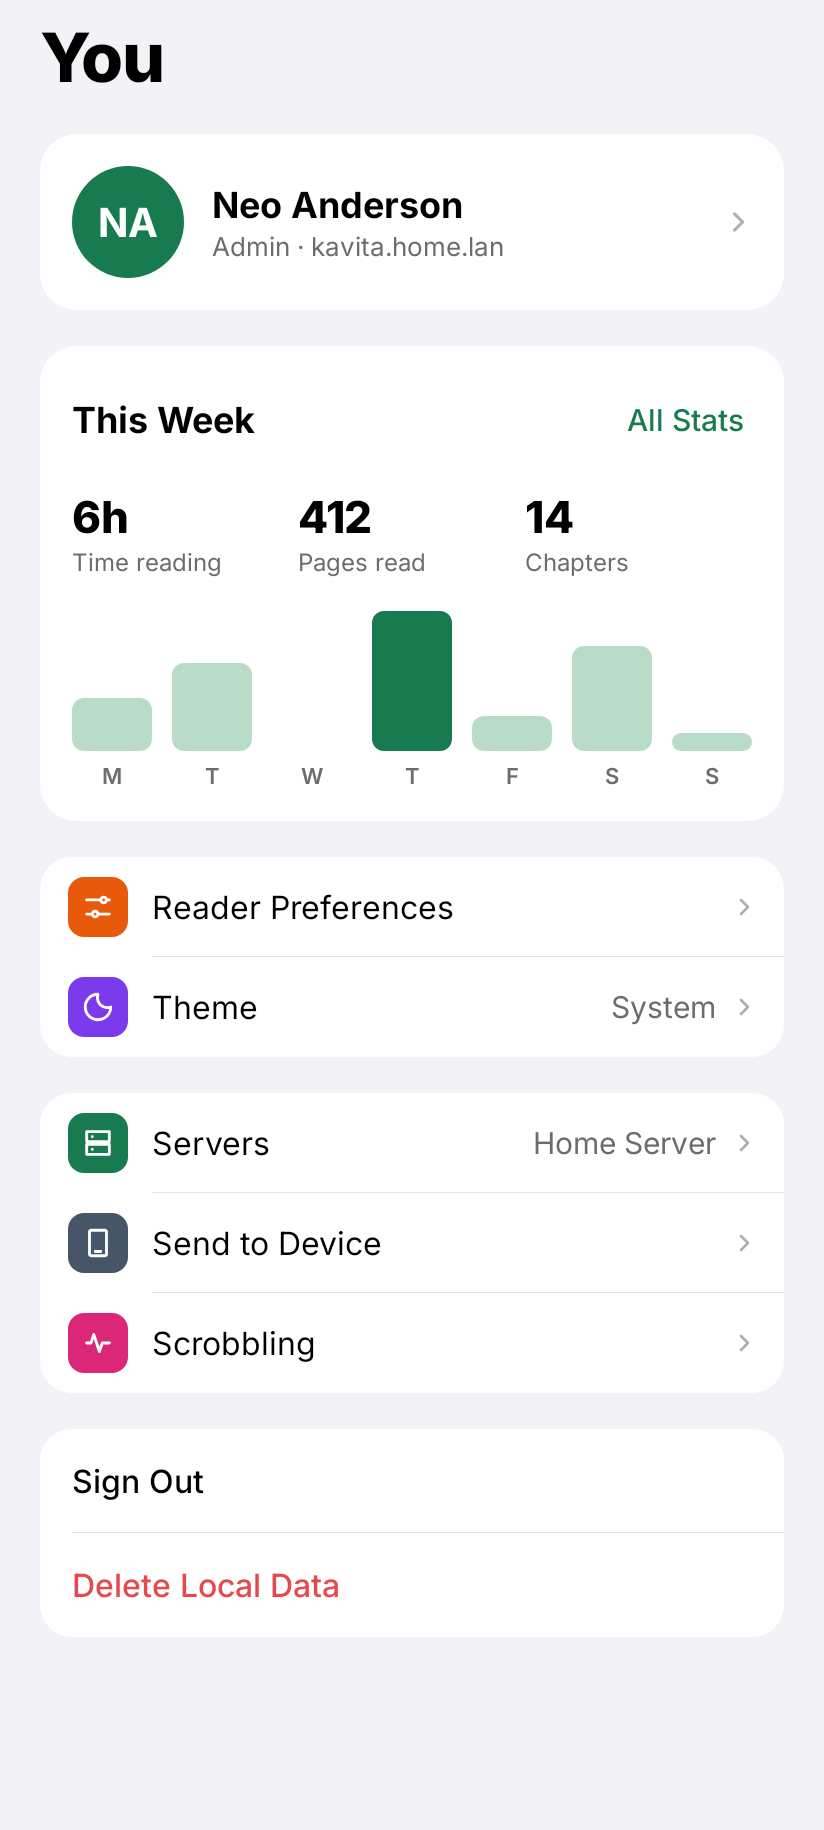 You
NA
Neo Anderson
Admin · kavita.home.lan
This Week
All Stats
6h
412
14
Time reading
Pages read
Chapters
M T W T F S S
Reader Preferences
Theme
System
Servers
Home Server
Send to Device
Scrobbling
Sign Out
Delete Local Data